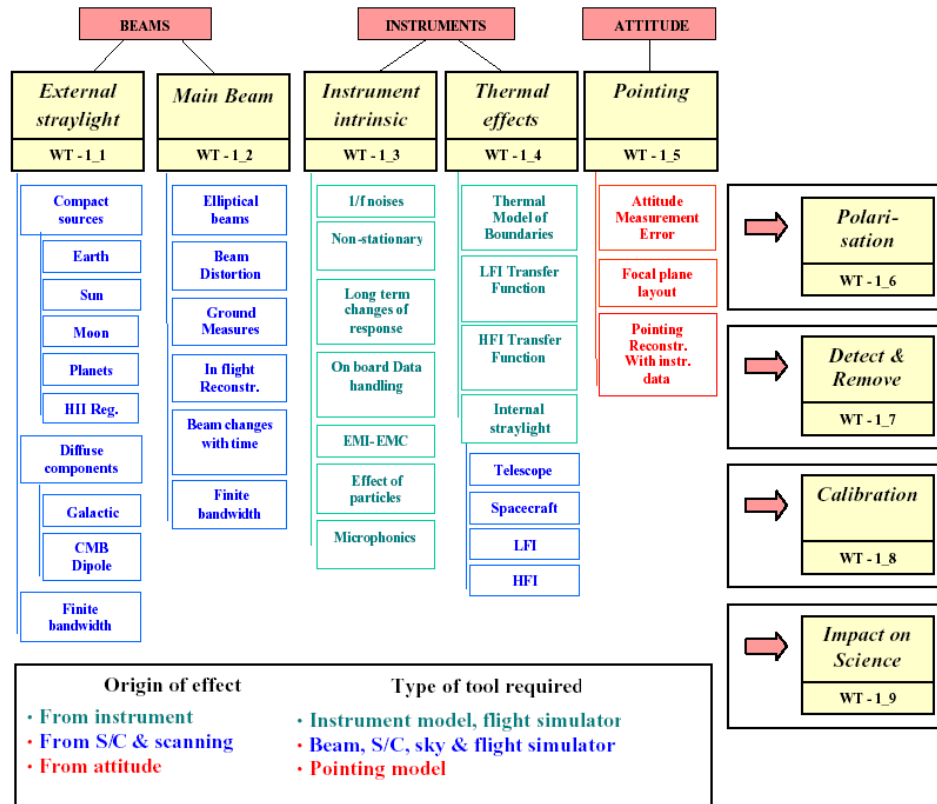 BEAMS
INSTRUMENTS
ATTITUDE
External
straylight
WT - 1_1
Main Beam
WT - 1_2
Instrument
intrinsic
WT - 1_3
Thermal
effects
WT - 1_4
Pointing
WT - 1_5
Compact
sources
Earth
Sun
Moon
Planets
HII Reg.
Diffuse
components
Galactic
CMB
Dipole
Finite
bandwidth
Elliptical
beams
Beam
Distortion
Ground
Measures
In flight
Reconstr.
Beam changes
with time
Finite
bandwidth
1/f noises
Non-stationary
Long term
changes of
response
On board Data
handling
EMI-EMC
Effect of
particles
Microphonics
Thermal
Model of
Boundaries
LFI Transfer
Function
HFI Transfer
Function
Internal
straylight
Telescope
Spacecraft
LFI
HFI
Attitude
Measurement
Error
Focal plane
layout
Pointing
Reconstr.
With instr.
data
Polari-
sation
WT - 1_6
Detect &
Remove
WT - 1_7
Calibration
WT - 1_8
Impact on
Science
WT - 1_9
Origin of effect
• From instrument
• From S/C & scanning
• From attitude
Type of tool required
• Instrument model, flight simulator
• Beam, S/C, sky & flight simulator
• Pointing model